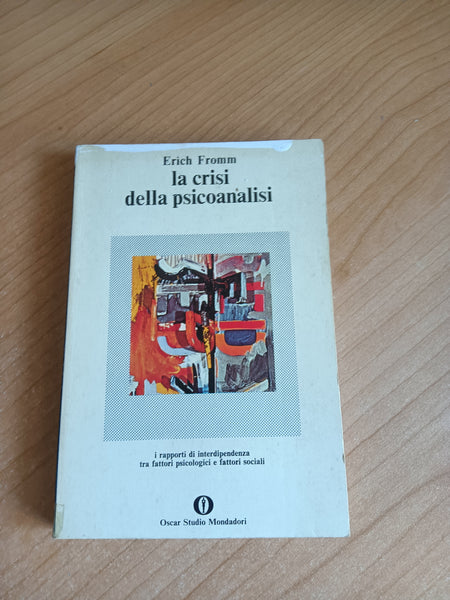 Erich Fromm
la crisi
della psicoanalisi
i rapporti di interdipendenza
tra fattori psicologici e fattori sociali
Oscar Studio Mondadori